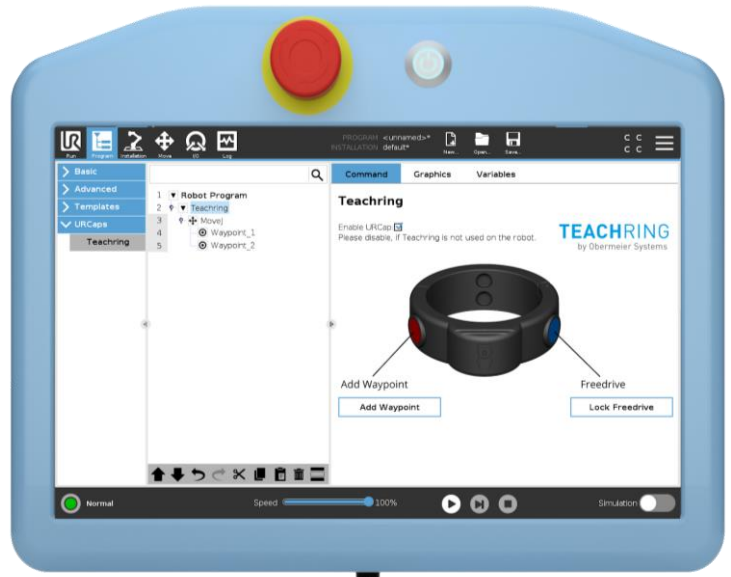 PROGRAM <unnamed>*
INSTALLATION default*
Run
Program
Installation
Move
I/O
Log
New...
Open...
Save...
C C
C C
Basic
Advanced
Templates
URCaps
Teachring
1 Robot Program
2 Teachring
3 MoveJ
4 Waypoint_1
5 Waypoint_2
Command Graphics Variables
Teachring
Enable URCap
Please disable, if Teachring is not used on the robot.
TEACHRING
by Obermeier Systems
Add Waypoint
Freedrive
Add Waypoint
Lock Freedrive
Normal
Speed
100%
Simulation